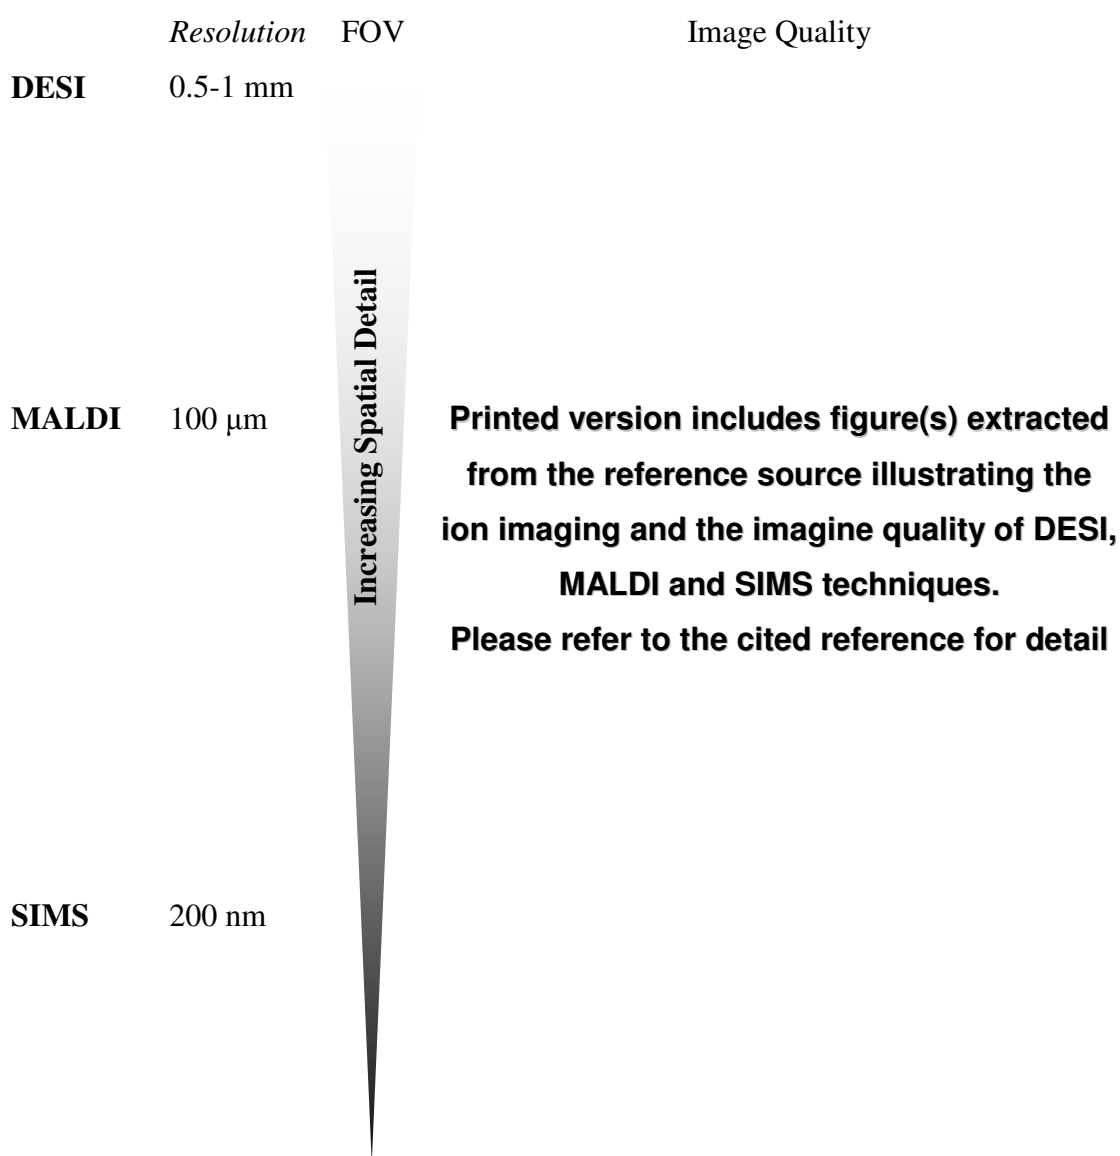 Resolution FOV Image Quality
DESI 0.5-1 mm
Increasing Spatial Detail
MALDI 100 μm
Printed version includes figure(s) extracted
from the reference source illustrating the
ion imaging and the imagine quality of DESI,
MALDI and SIMS techniques.
Please refer to the cited reference for detail
SIMS 200 nm